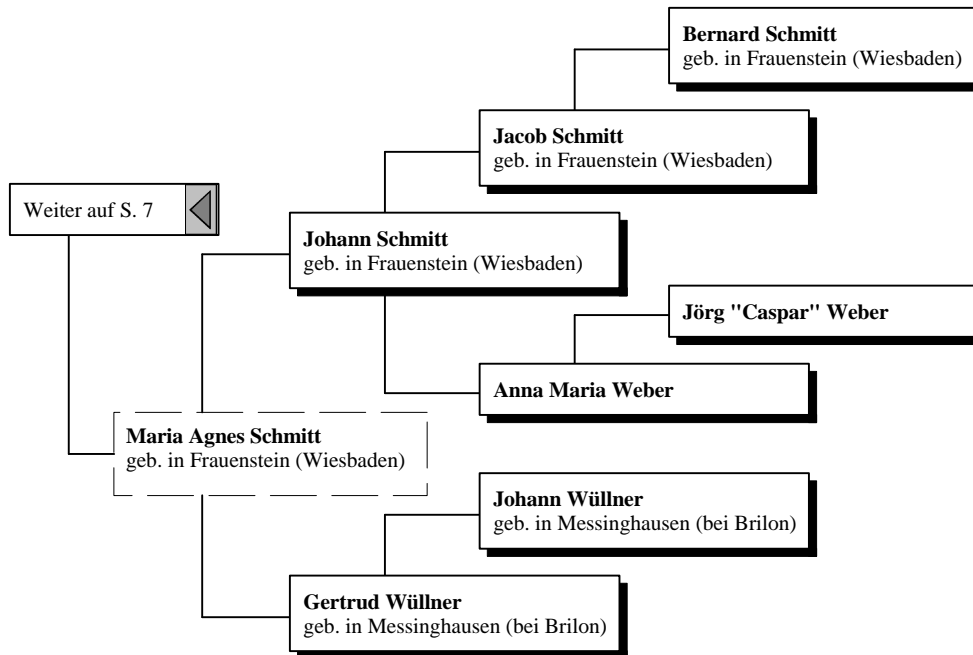 Bernard Schmitt
geb. in Frauenstein (Wiesbaden)
Jacob Schmitt
geb. in Frauenstein (Wiesbaden)
Weiter auf S. 7
Johann Schmitt
geb. in Frauenstein (Wiesbaden)
Jörg "Caspar" Weber
Anna Maria Weber
Maria Agnes Schmitt
geb. in Frauenstein (Wiesbaden)
Johann Wüllner
geb. in Messinghausen (bei Brilon)
Gertrud Wüllner
geb. in Messinghausen (bei Brilon)